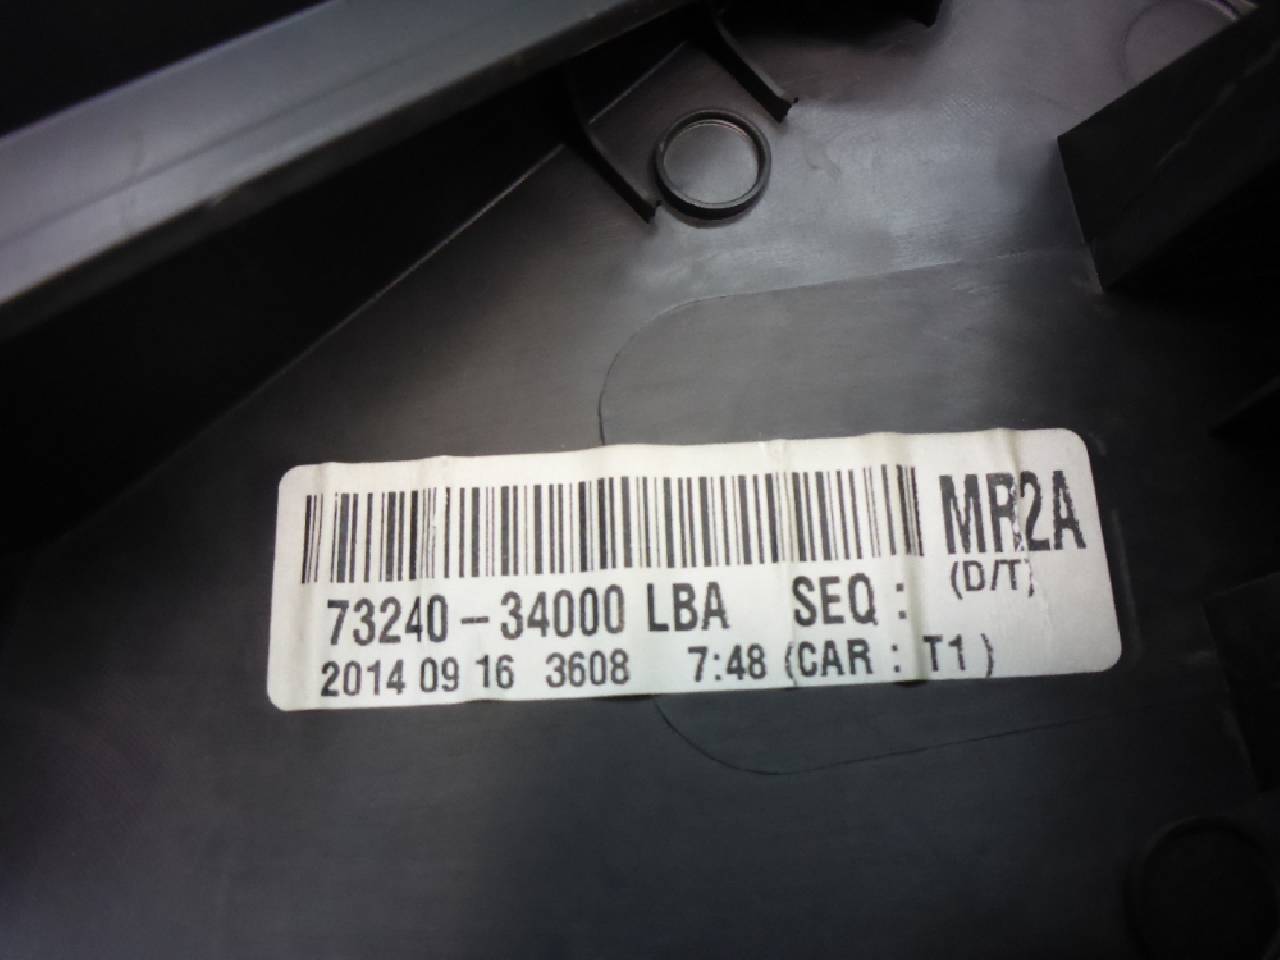 MR2A
(D/T)
73240-34000 LBA SEQ :
2014 09 16 3608 7:48 (CAR : T1 )